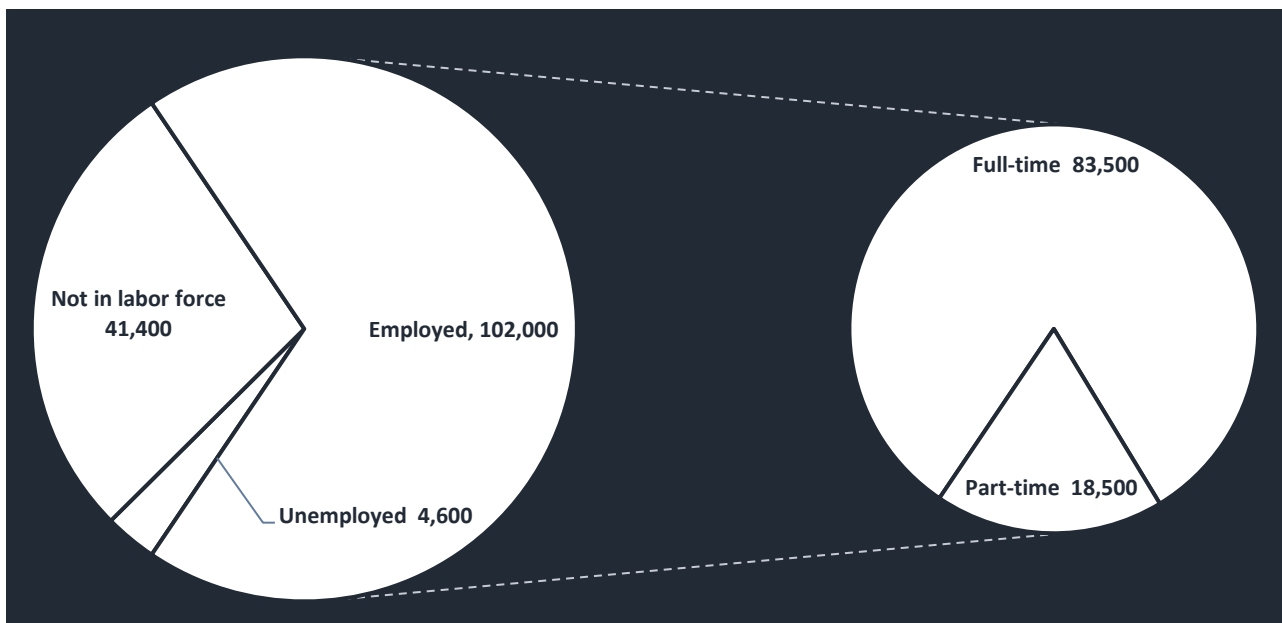 Not in labor force
41,400
Employed, 102,000
Unemployed 4,600
Full-time 83,500
Part-time 18,500